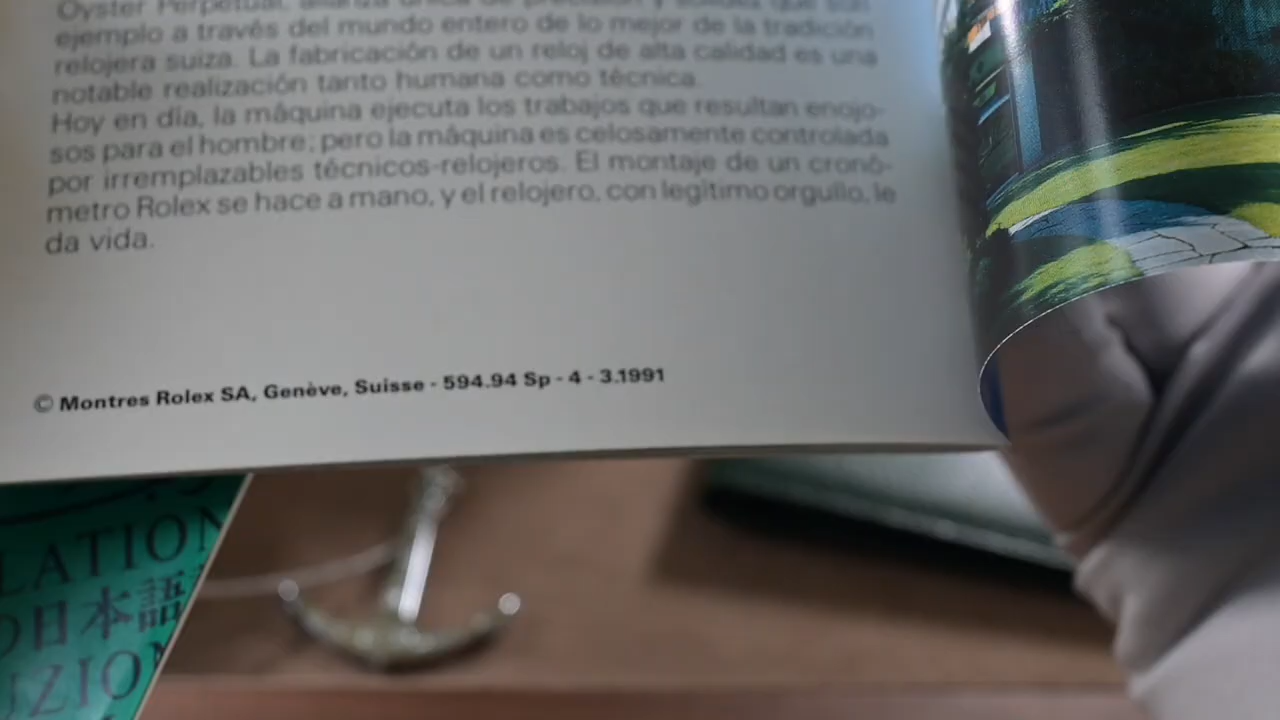 Oyster Perpetual, alianza única de precisión y solidez que son
ejemplo a través del mundo entero de lo mejor de la tradición
relojera suiza. La fabricación de un reloj de alta calidad es una
notable realización tanto humana como técnica.
Hoy en día, la máquina ejecuta los trabajos que resultan enojo-
sos para el hombre; pero la máquina es celosamente controlada
por irremplazables técnicos-relojeros. El montaje de un cronó-
metro Rolex se hace a mano, y el relojero, con legítimo orgullo, le
da vida.
© Montres Rolex SA, Genève, Suisse - 594.94 Sp - 4 - 3.1991
LATION
の日本語
UZION